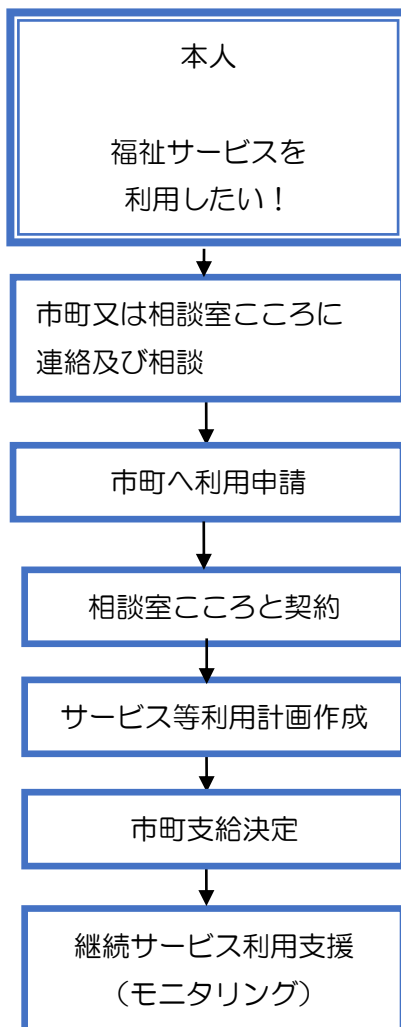 本人
福祉サービスを
利用したい！
市町又は相談室こころに
連絡及び相談
市町へ利用申請
相談室こころと契約
サービス等利用計画作成
市町支給決定
継続サービス利用支援
（モニタリング）